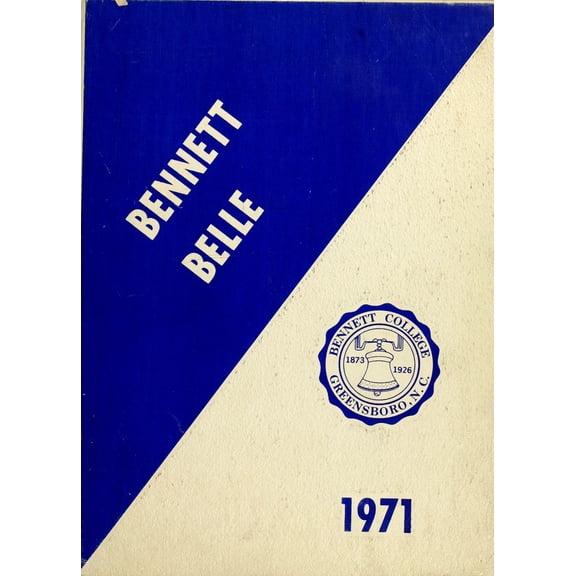 BENNETT
BELLE
BENNETT COLLEGE
1873
1926
GREENSBORO, N.C.
1971